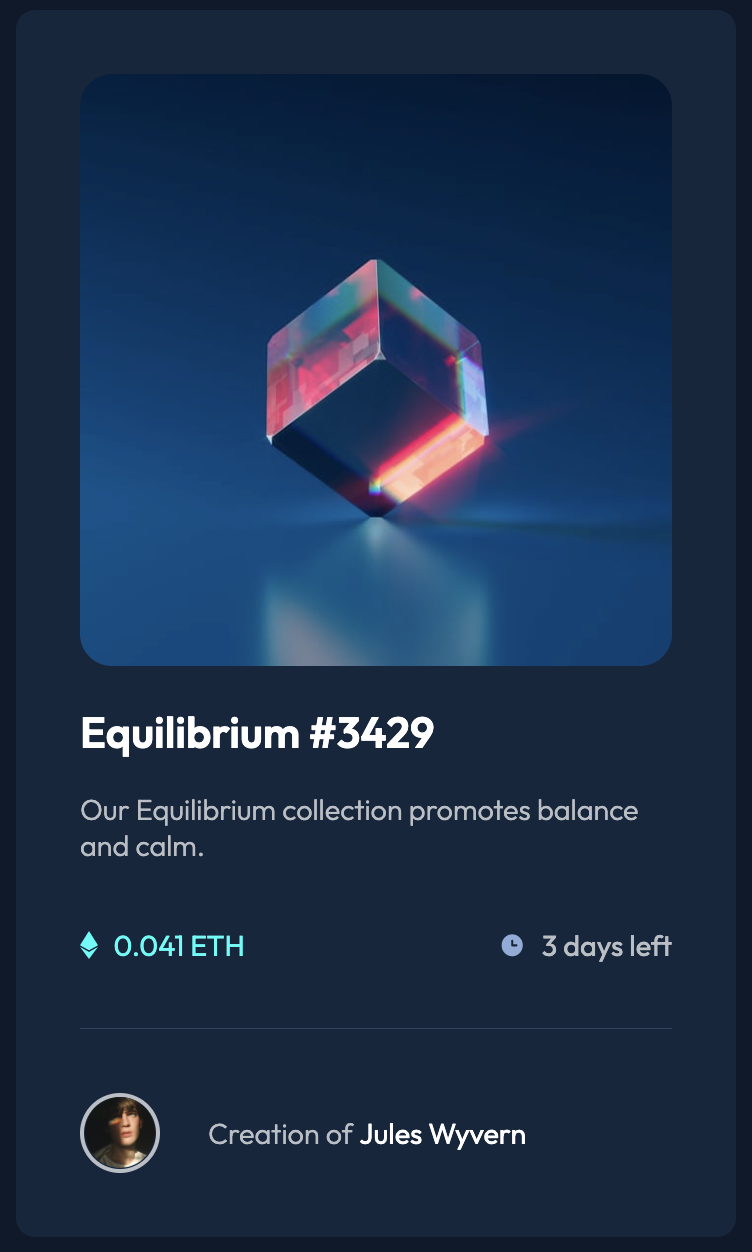 Equilibrium #3429
Our Equilibrium collection promotes balance
and calm.
0.041 ETH
3 days left
Creation of Jules Wyvern